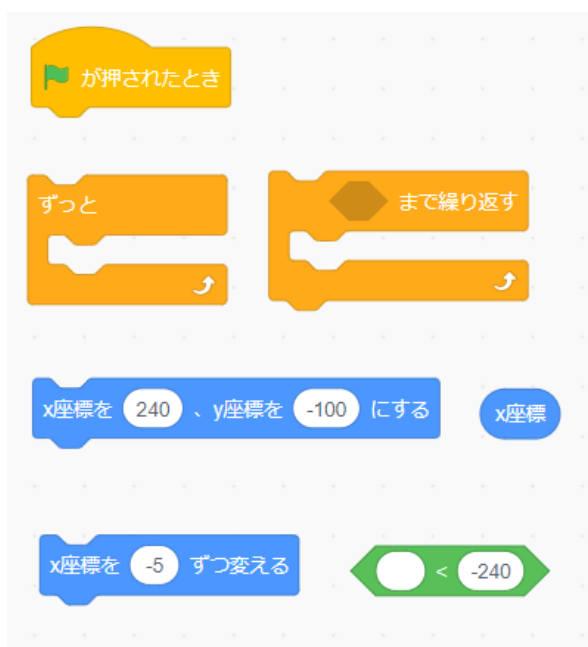 が押されたとき
ずっと
まで繰り返す
x座標を 240 、y座標を -100 にする
x座標
x座標を -5 ずつ変える
< -240